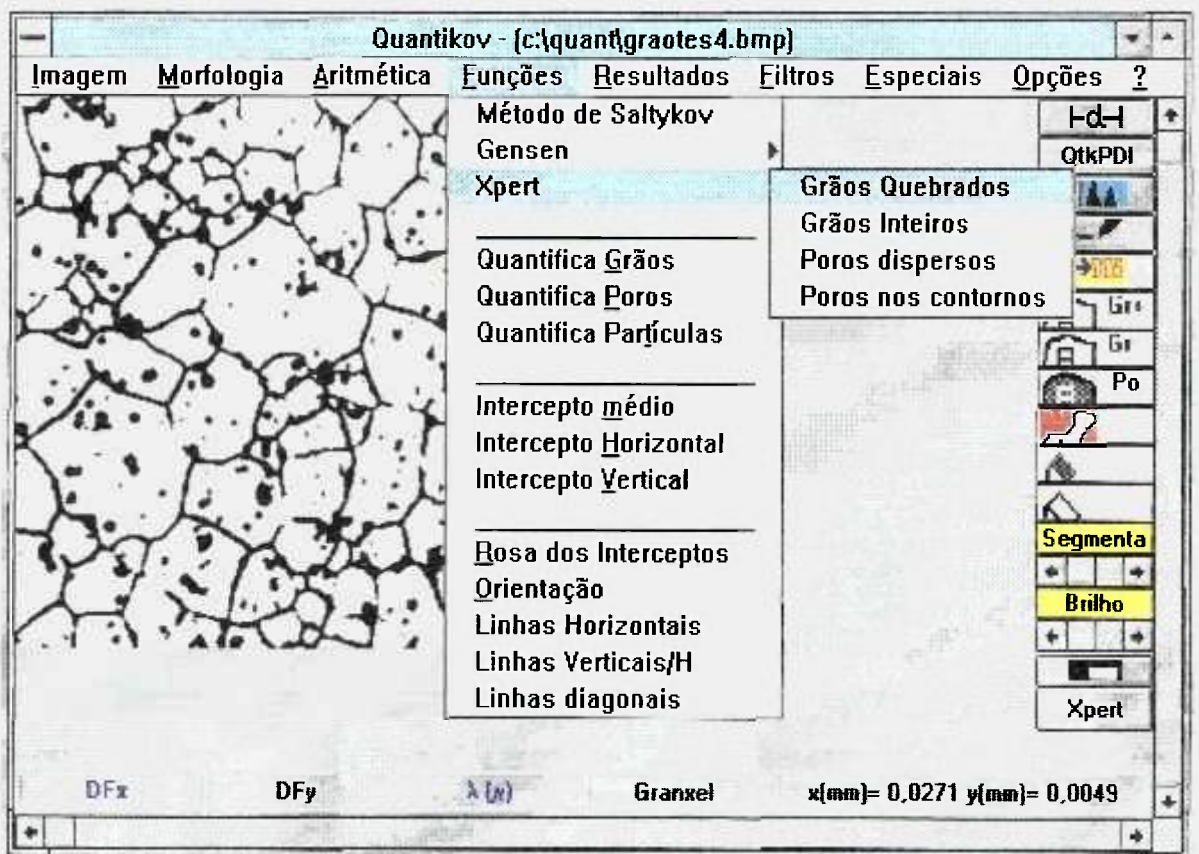 Quantikov - (c:\quant\graotes4.bmp)
Imagem Morfologia Aritmética Funções Resultados Filtros Especiais Opções ?
Método de Saltykov
Gensen
Xpert
Quantifica Grãos
Quantifica Poros
Quantifica Partículas
Intercepto médio
Intercepto Horizontal
Intercepto Vertical
Rosa dos Interceptos
Orientação
Linhas Horizontais
Linhas Verticais/H
Linhas diagonais
Grãos Quebrados
Grãos Inteiros
Poros dispersos
Poros nos contornos
d
QtkPDI
Gr
Po
Segmenta
Brilho
Xpert
DFx DFy λ(x) Granxel x(mm)= 0,0271 y(mm)= 0,0049